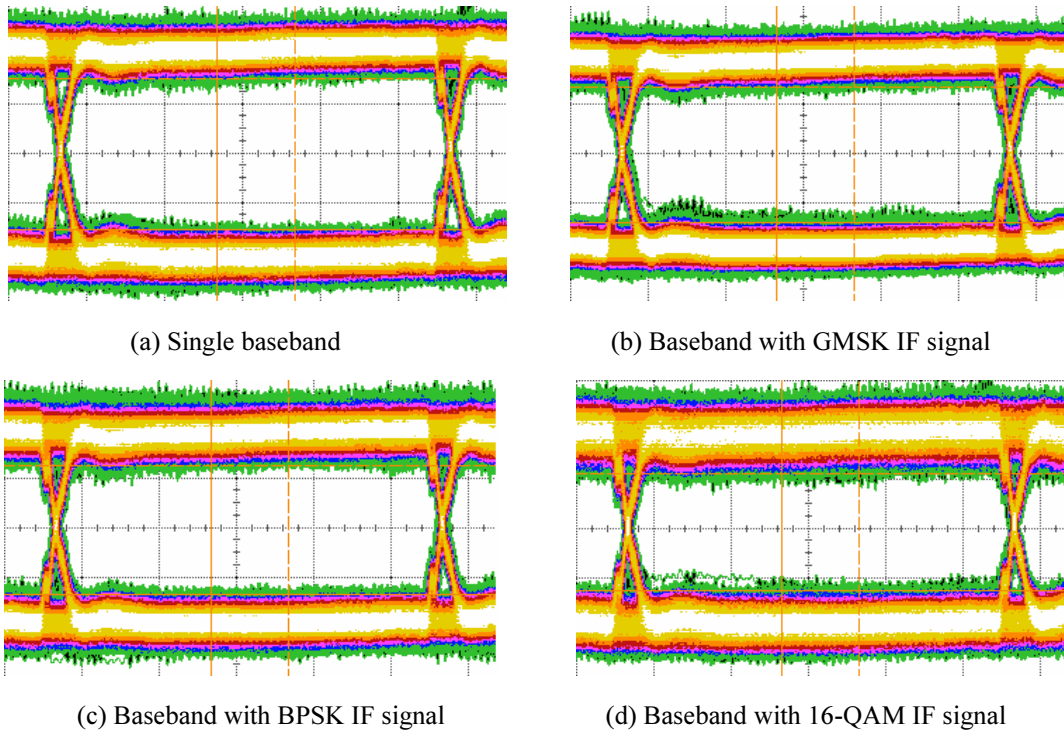 (a) Single baseband
(b) Baseband with GMSK IF signal
(c) Baseband with BPSK IF signal
(d) Baseband with 16-QAM IF signal